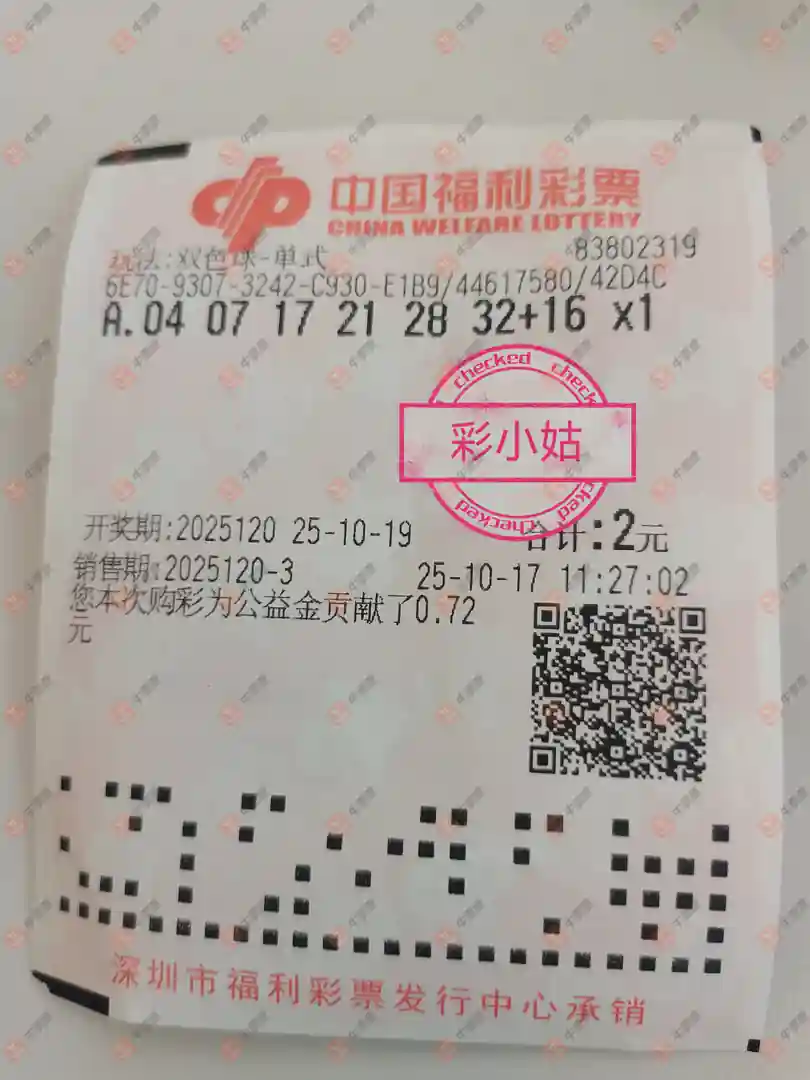 中国福利彩票
CHINA WELFARE LOTTERY
玩法:双色球-单式 83802319
6E70-9307-3242-C930-E1B9/44617580/42D4C
A.04 07 17 21 28 32+16 x1
checked checked
彩小姑
checked checked
开奖期:2025120 25-10-19 合计:2元
销售期:2025120-3 25-10-17 11:27:02
您本次购彩为公益金贡献了0.72
元
深圳市福利彩票发行中心承销